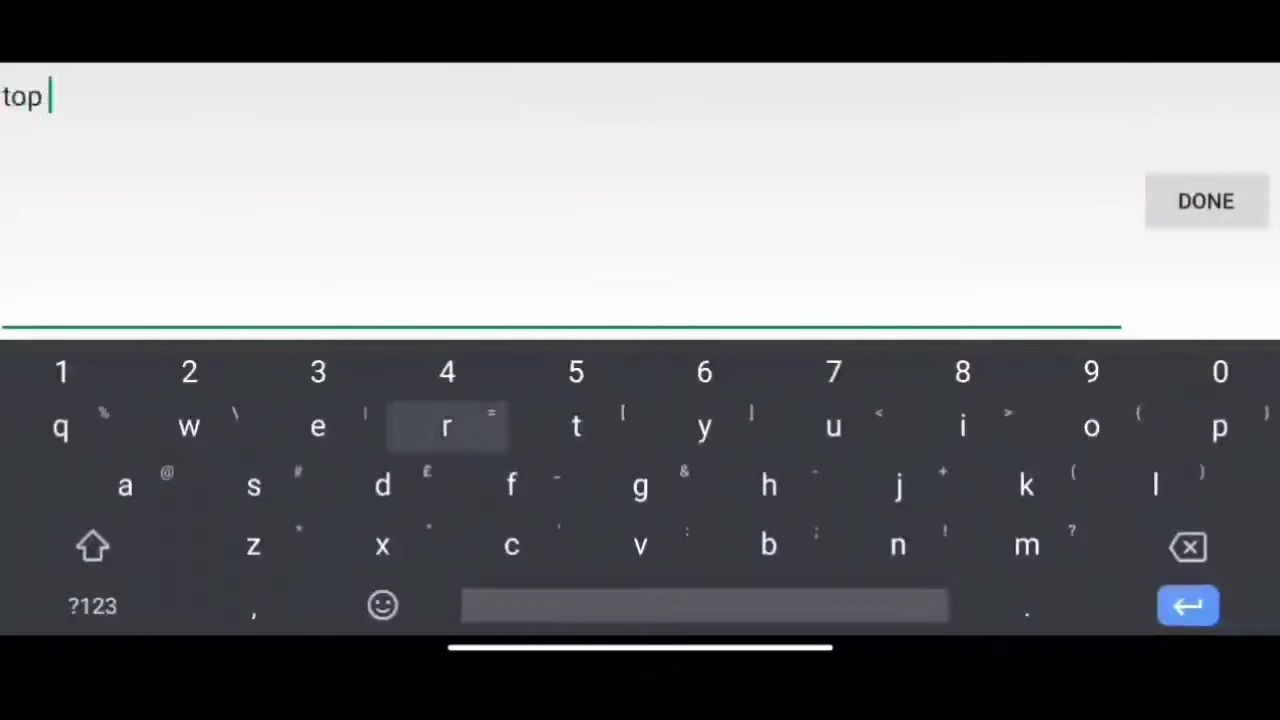 top
DONE
1 2 3 4 5 6 7 8 9 0
q % w \ e | r = t [ y ] u < i > o { p }
a @ s # d £ f _ g & h - j + k ( l )
z * x " c ' v : b ; n ! m ?
?123 , .